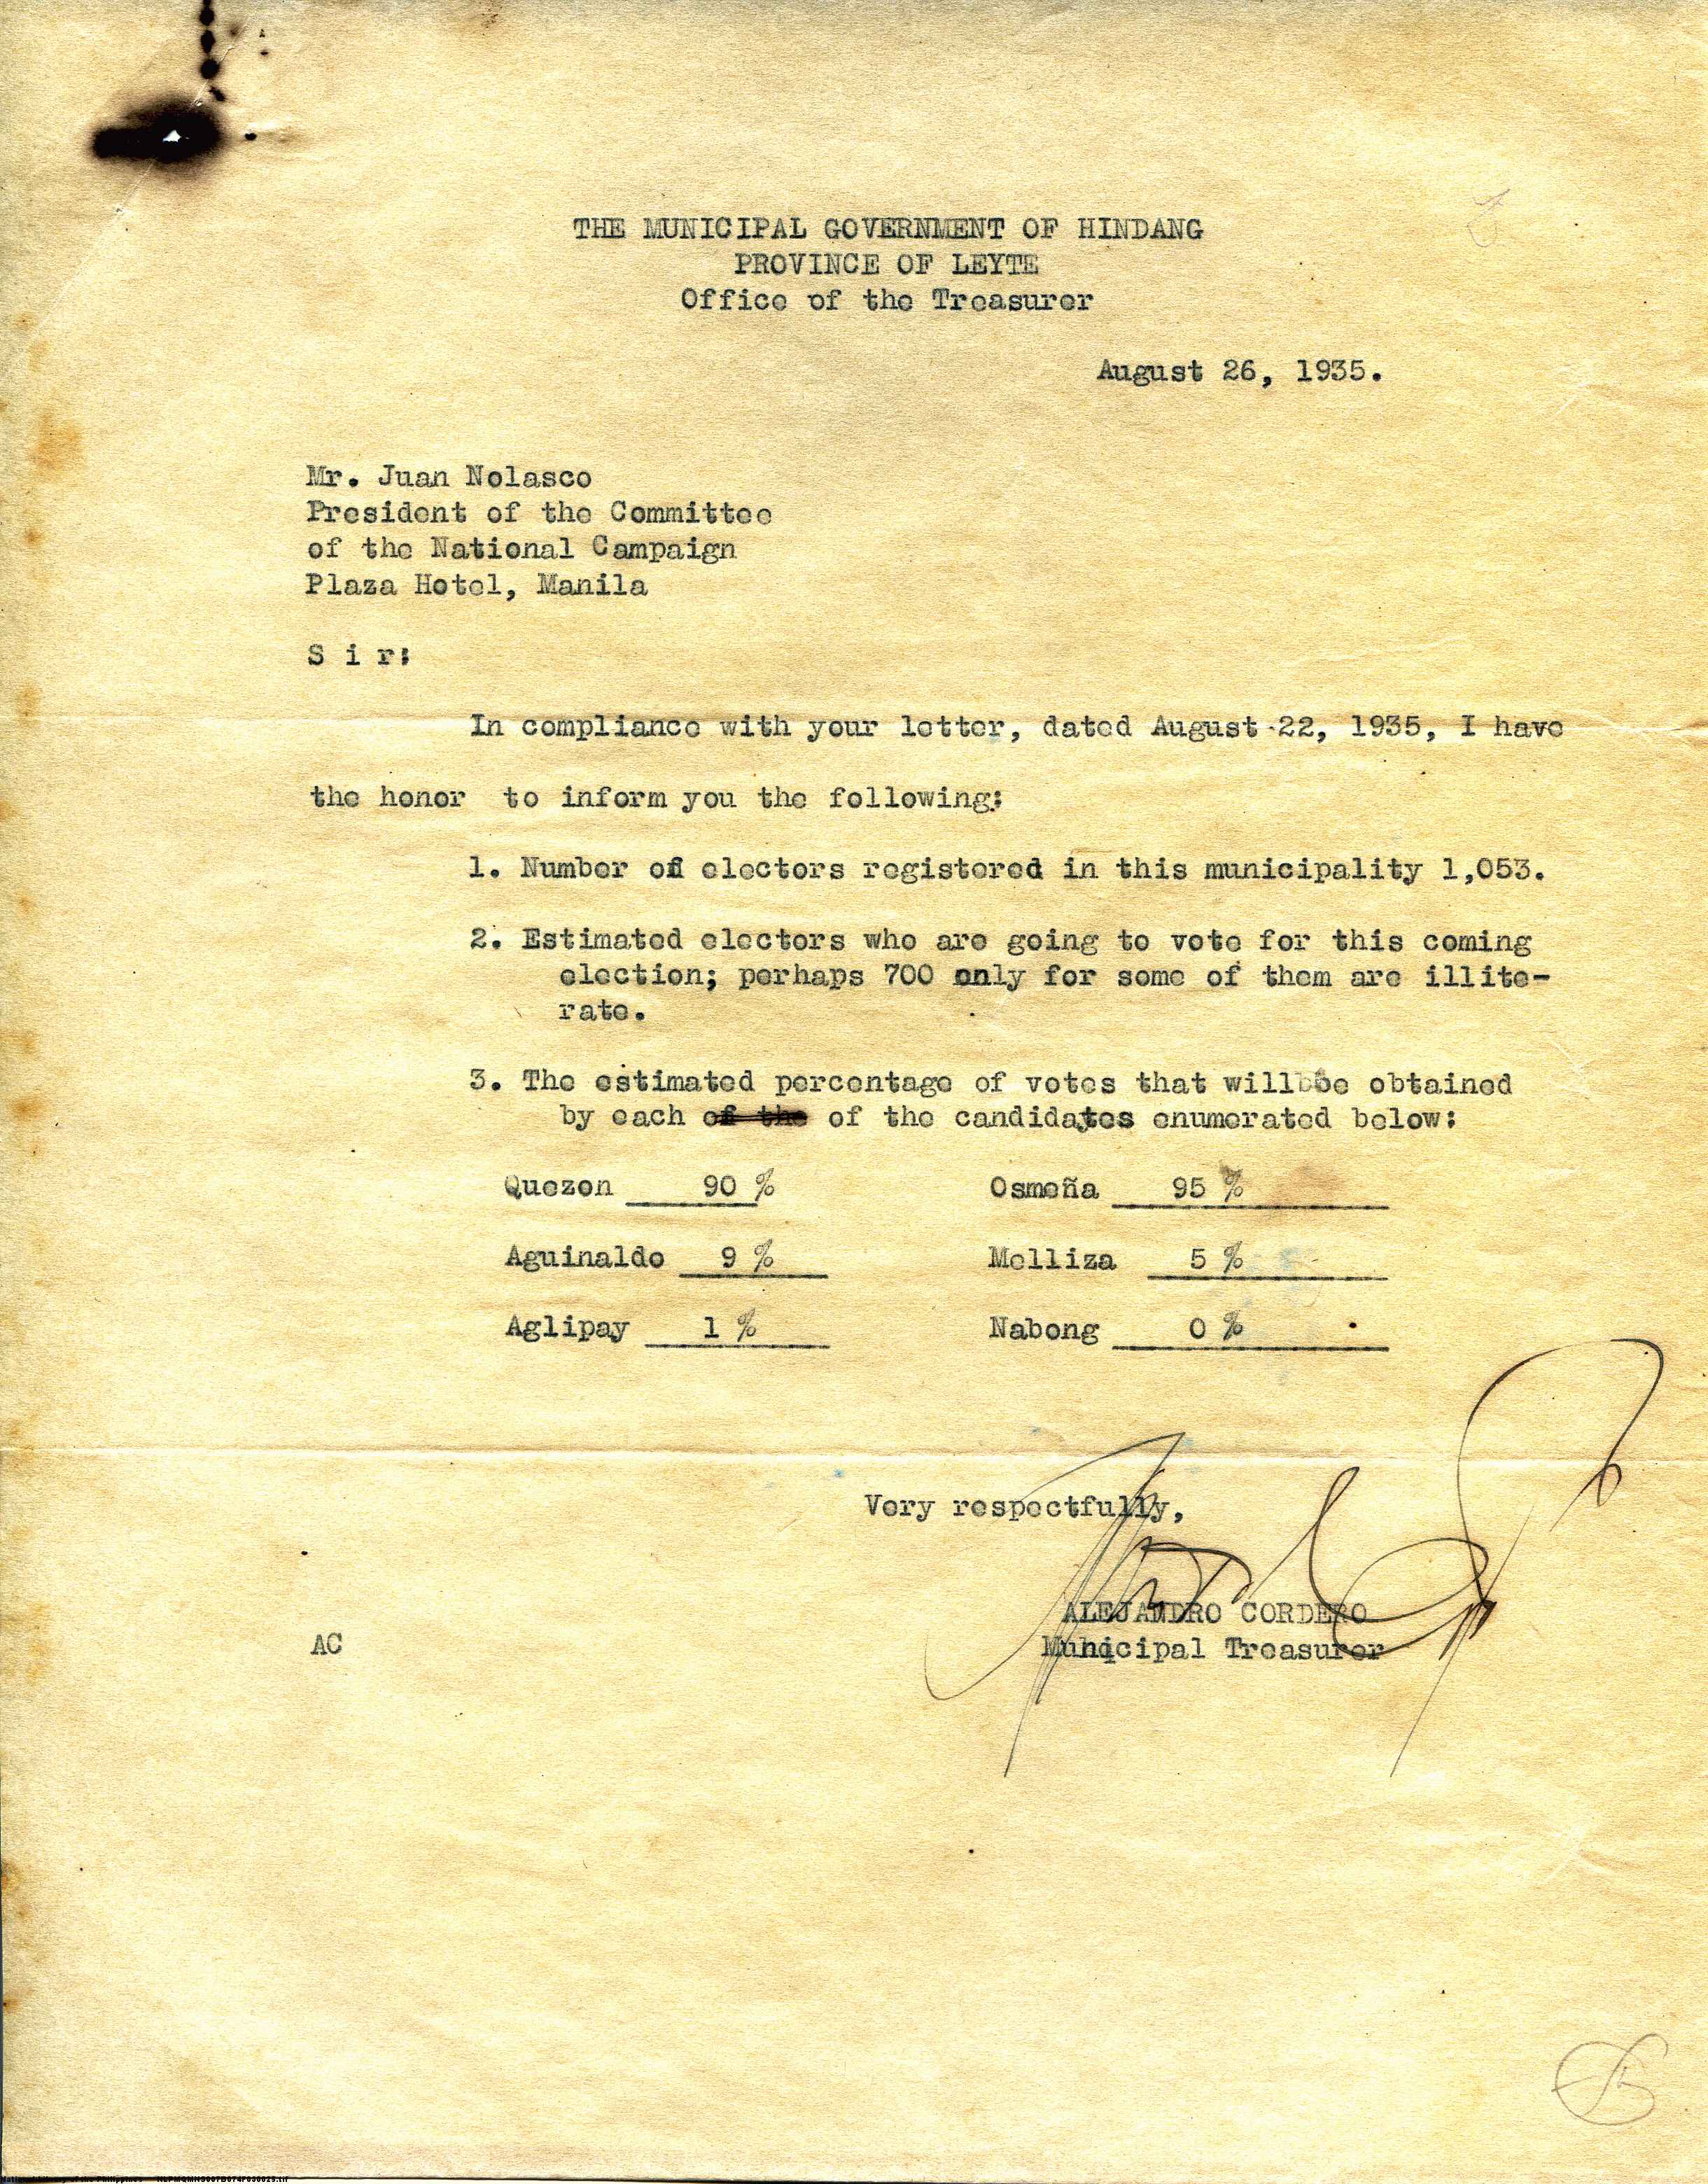 THE MUNICIPAL GOVERNMENT OF HINDANG
PROVINCE OF LEYTE
Office of the Treasurer
August 26, 1935.
Mr. Juan Nolasco
President of the Committee
of the National Campaign
Plaza Hotel, Manila
S i r:
In compliance with your letter, dated August 22, 1935, I have
the honor to inform you the following:
1. Number of electors registered in this municipality 1,053.
2. Estimated electors who are going to vote for this coming
election; perhaps 700 only for some of them are illite-
rate.
3. The estimated percentage of votes that will be obtained
by each of the of the candidates enumerated below:
Quezon 90 % Osmeña 95 %
Aguinaldo 9 % Melliza 5 %
Aglipay 1 % Nabong 0 %
Very respectfully,
ALEJANDRO CORDERO
AC Municipal Treasurer